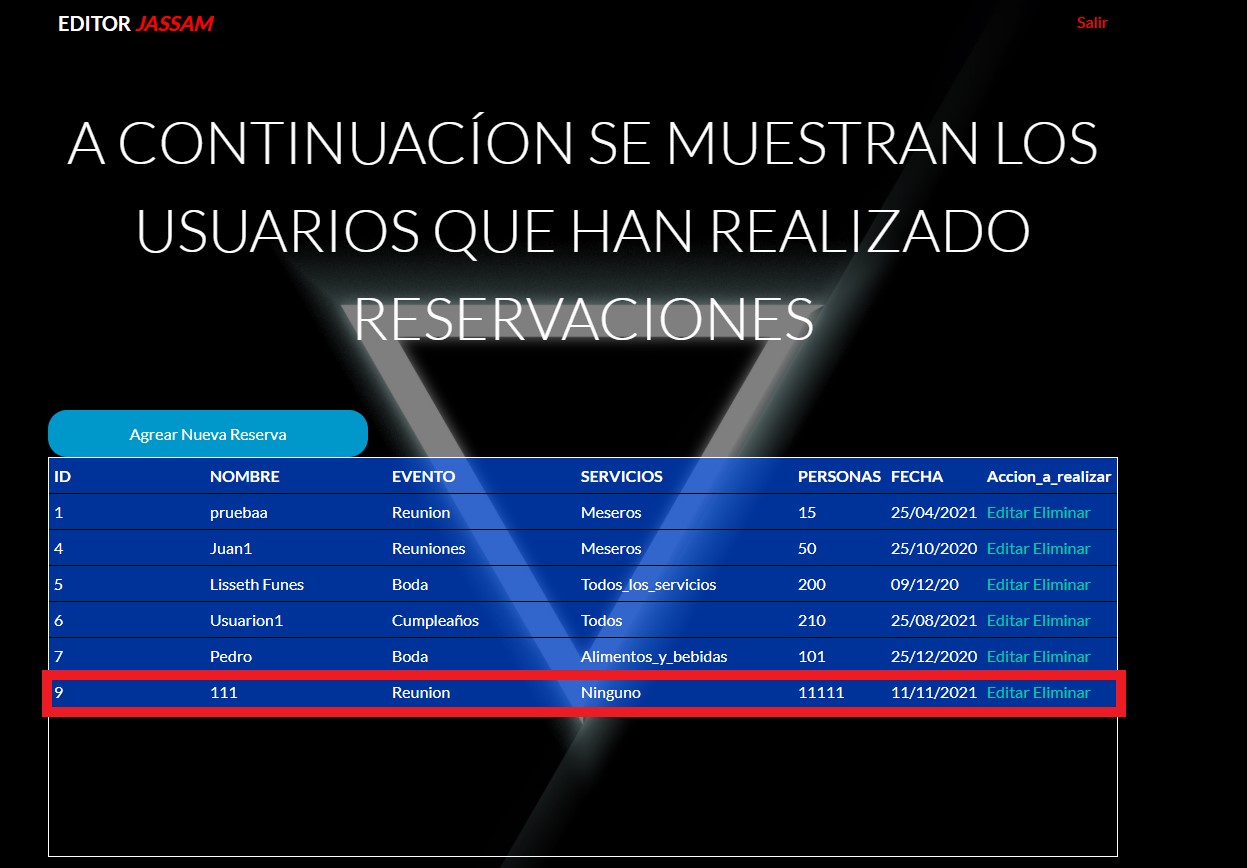 EDITOR JASSAM
Salir
A CONTINUACÍON SE MUESTRAN LOS
USUARIOS QUE HAN REALIZADO
RESERVACIONES
Agrear Nueva Reserva
ID NOMBRE EVENTO SERVICIOS PERSONAS FECHA Accion_a_realizar
1 pruebaa Reunion Meseros 15 25/04/2021 Editar Eliminar
4 Juan1 Reuniones Meseros 50 25/10/2020 Editar Eliminar
5 Lisseth Funes Boda Todos_los_servicios 200 09/12/20 Editar Eliminar
6 Usuarion1 Cumpleaños Todos 210 25/08/2021 Editar Eliminar
7 Pedro Boda Alimentos_y_bebidas 101 25/12/2020 Editar Eliminar
9 111 Reunion Ninguno 11111 11/11/2021 Editar Eliminar